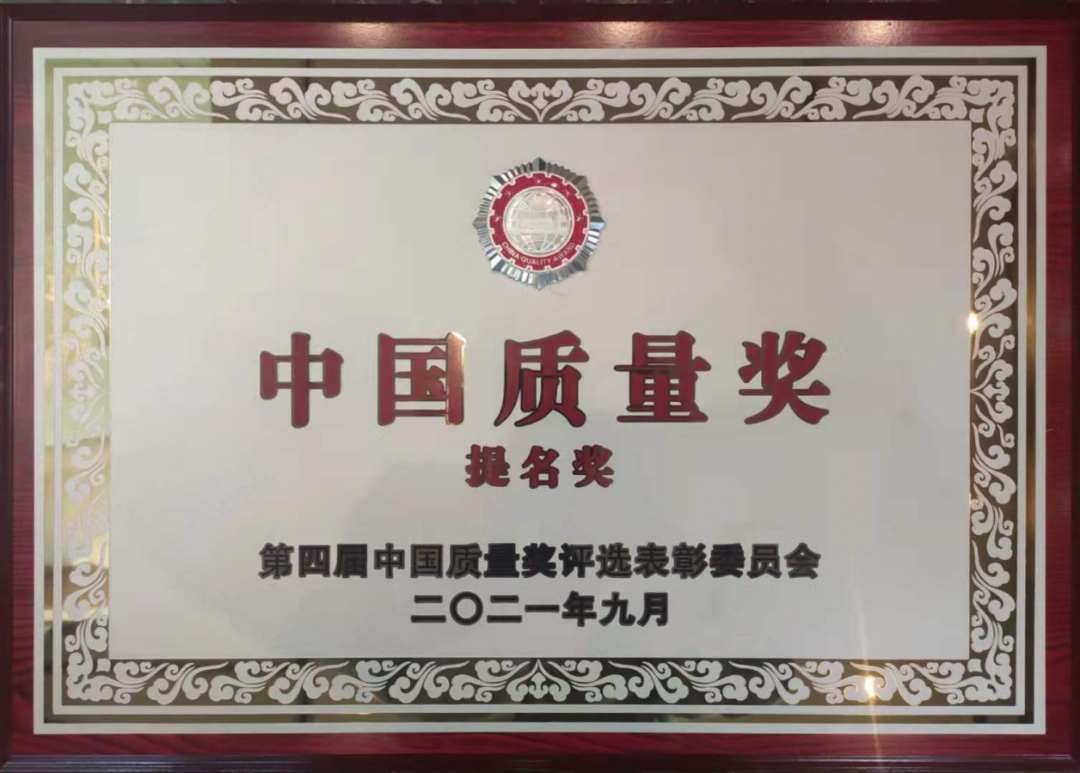 CHINA QUALITY AWARD
中国质量奖
提名奖
第四届中国质量奖评选表彰委员会
二〇二一年九月